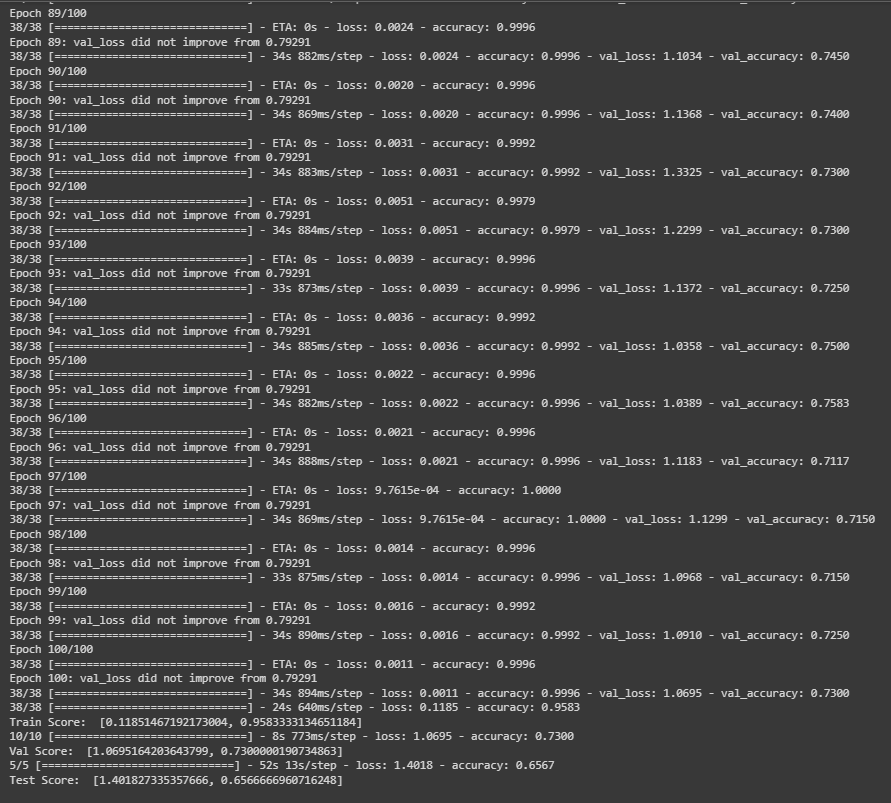 Epoch 89/100
38/38 [==============================] - ETA: 0s - loss: 0.0024 - accuracy: 0.9996
Epoch 89: val_loss did not improve from 0.79291
38/38 [==============================] - 34s 882ms/step - loss: 0.0024 - accuracy: 0.9996 - val_loss: 1.1034 - val_accuracy: 0.7450
Epoch 90/100
38/38 [==============================] - ETA: 0s - loss: 0.0020 - accuracy: 0.9996
Epoch 90: val_loss did not improve from 0.79291
38/38 [==============================] - 34s 869ms/step - loss: 0.0020 - accuracy: 0.9996 - val_loss: 1.1368 - val_accuracy: 0.7400
Epoch 91/100
38/38 [==============================] - ETA: 0s - loss: 0.0031 - accuracy: 0.9992
Epoch 91: val_loss did not improve from 0.79291
38/38 [==============================] - 34s 883ms/step - loss: 0.0031 - accuracy: 0.9992 - val_loss: 1.3325 - val_accuracy: 0.7300
Epoch 92/100
38/38 [==============================] - ETA: 0s - loss: 0.0051 - accuracy: 0.9979
Epoch 92: val_loss did not improve from 0.79291
38/38 [==============================] - 34s 884ms/step - loss: 0.0051 - accuracy: 0.9979 - val_loss: 1.2299 - val_accuracy: 0.7300
Epoch 93/100
38/38 [==============================] - ETA: 0s - loss: 0.0039 - accuracy: 0.9996
Epoch 93: val_loss did not improve from 0.79291
38/38 [==============================] - 33s 873ms/step - loss: 0.0039 - accuracy: 0.9996 - val_loss: 1.1372 - val_accuracy: 0.7250
Epoch 94/100
38/38 [==============================] - ETA: 0s - loss: 0.0036 - accuracy: 0.9992
Epoch 94: val_loss did not improve from 0.79291
38/38 [==============================] - 34s 885ms/step - loss: 0.0036 - accuracy: 0.9992 - val_loss: 1.0358 - val_accuracy: 0.7500
Epoch 95/100
38/38 [==============================] - ETA: 0s - loss: 0.0022 - accuracy: 0.9996
Epoch 95: val_loss did not improve from 0.79291
38/38 [==============================] - 34s 882ms/step - loss: 0.0022 - accuracy: 0.9996 - val_loss: 1.0389 - val_accuracy: 0.7583
Epoch 96/100
38/38 [==============================] - ETA: 0s - loss: 0.0021 - accuracy: 0.9996
Epoch 96: val_loss did not improve from 0.79291
38/38 [==============================] - 34s 888ms/step - loss: 0.0021 - accuracy: 0.9996 - val_loss: 1.1183 - val_accuracy: 0.7117
Epoch 97/100
38/38 [==============================] - ETA: 0s - loss: 9.7615e-04 - accuracy: 1.0000
Epoch 97: val_loss did not improve from 0.79291
38/38 [==============================] - 34s 869ms/step - loss: 9.7615e-04 - accuracy: 1.0000 - val_loss: 1.1299 - val_accuracy: 0.7150
Epoch 98/100
38/38 [==============================] - ETA: 0s - loss: 0.0014 - accuracy: 0.9996
Epoch 98: val_loss did not improve from 0.79291
38/38 [==============================] - 33s 875ms/step - loss: 0.0014 - accuracy: 0.9996 - val_loss: 1.0968 - val_accuracy: 0.7150
Epoch 99/100
38/38 [==============================] - ETA: 0s - loss: 0.0016 - accuracy: 0.9992
Epoch 99: val_loss did not improve from 0.79291
38/38 [==============================] - 34s 890ms/step - loss: 0.0016 - accuracy: 0.9992 - val_loss: 1.0910 - val_accuracy: 0.7250
Epoch 100/100
38/38 [==============================] - ETA: 0s - loss: 0.0011 - accuracy: 0.9996
Epoch 100: val_loss did not improve from 0.79291
38/38 [==============================] - 34s 894ms/step - loss: 0.0011 - accuracy: 0.9996 - val_loss: 1.0695 - val_accuracy: 0.7300
38/38 [==============================] - 24s 640ms/step - loss: 0.1185 - accuracy: 0.9583
Train Score:  [0.11851467192173004, 0.9583333134651184]
10/10 [==============================] - 8s 773ms/step - loss: 1.0695 - accuracy: 0.7300
Val Score:  [1.0695164203643799, 0.7300000190734863]
5/5 [==============================] - 52s 13s/step - loss: 1.4018 - accuracy: 0.6567
Test Score:  [1.401827335357666, 0.6566666960716248]